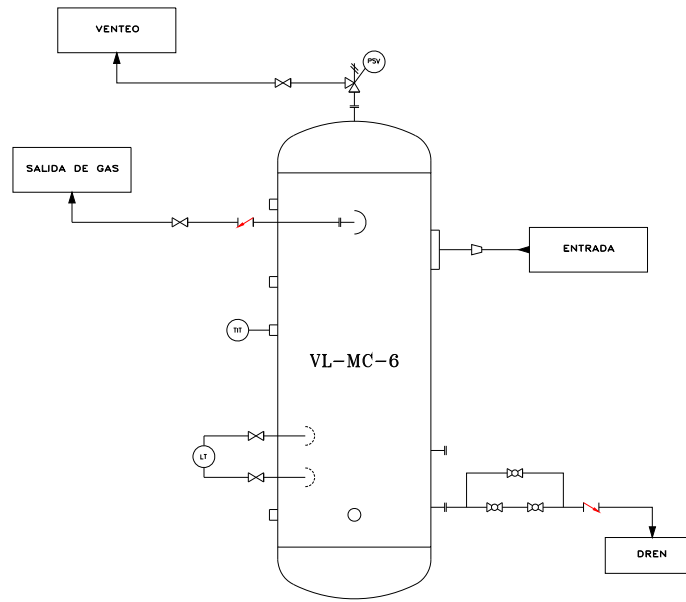 VENTEO
PSV
SALIDA DE GAS
ENTRADA
TIT
VL-MC-6
LT
DREN